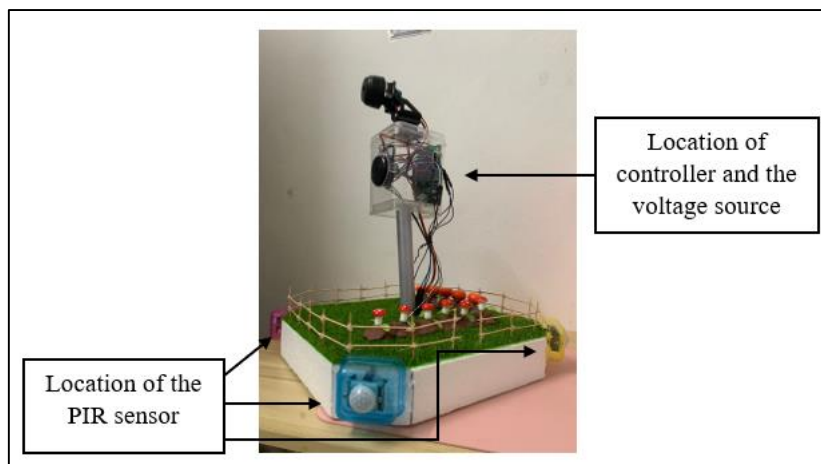 Location of
controller and the
voltage source
Location of the
PIR sensor